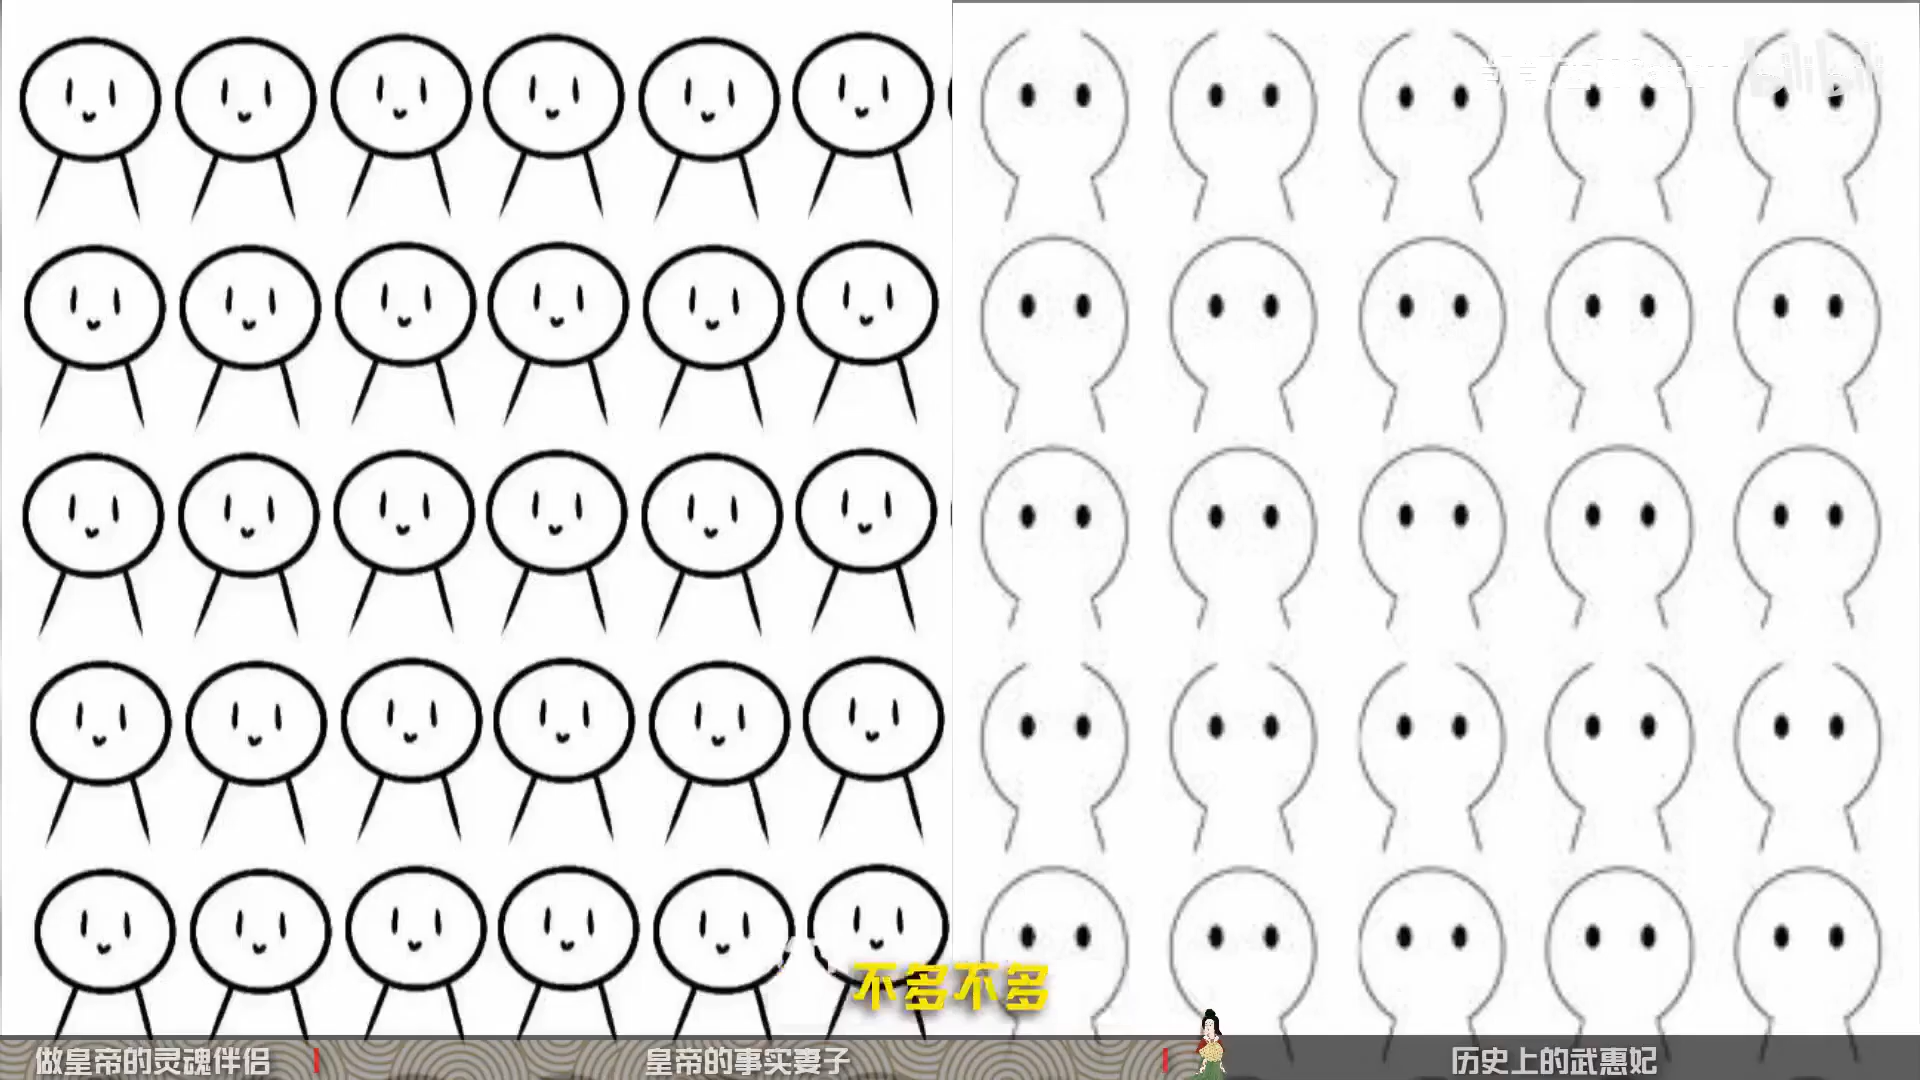 不多不多
做皇帝的灵魂伴侣
皇帝的事实妻子
历史上的武惠妃